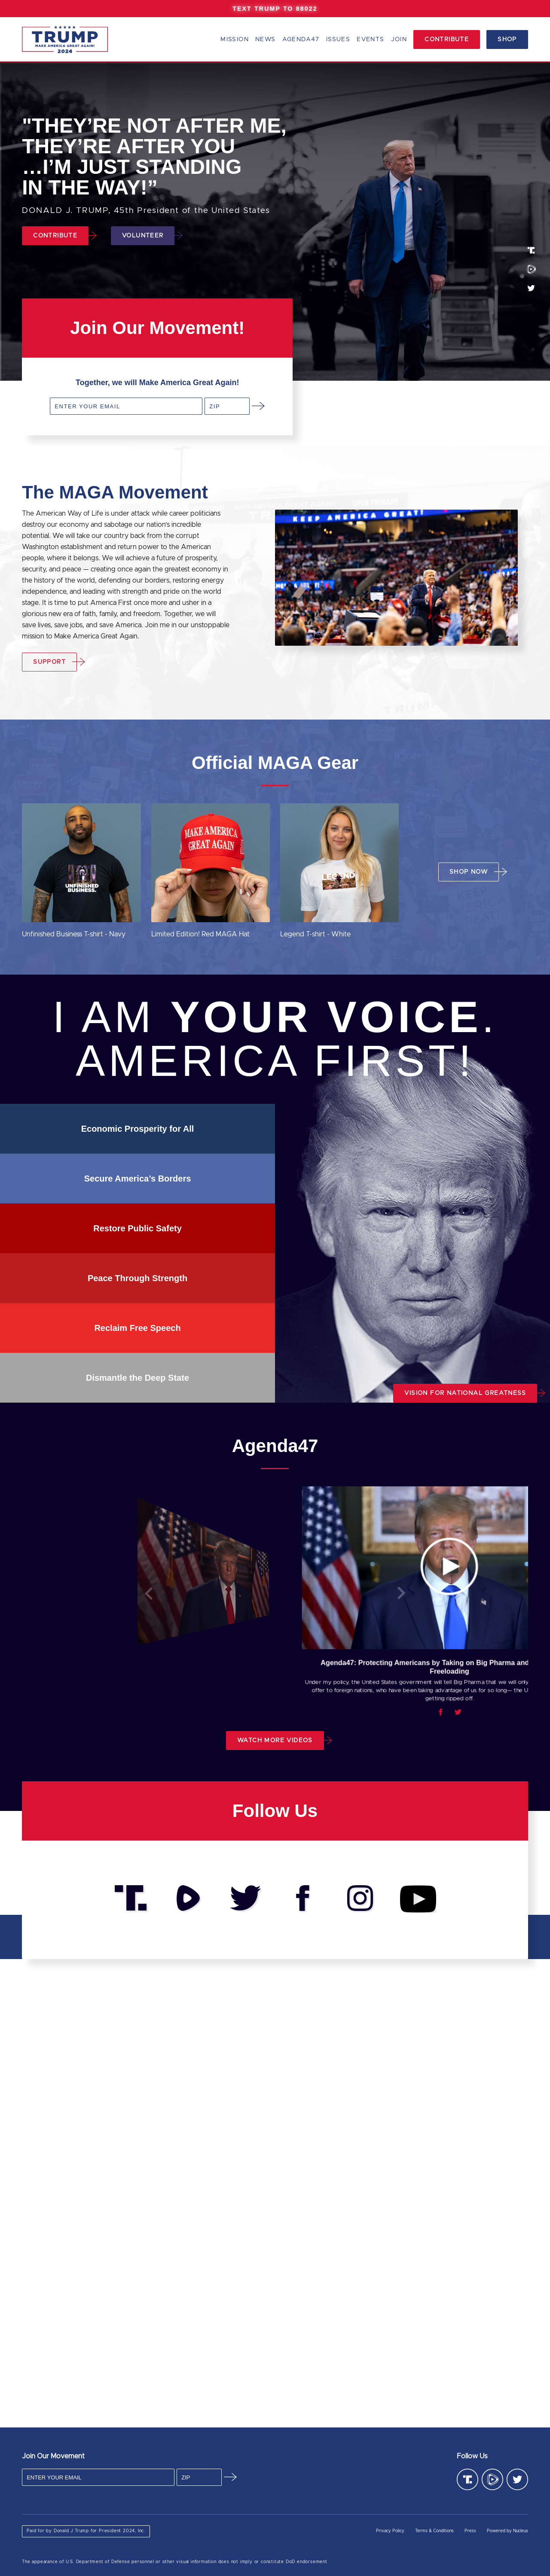 TEXT TRUMP TO 88022
TRUMP
MAKE AMERICA GREAT AGAIN!
2024
MISSION NEWS AGENDA47 ISSUES EVENTS JOIN CONTRIBUTE SHOP
"THEY’RE NOT AFTER ME,
THEY’RE AFTER YOU
…I’M JUST STANDING
IN THE WAY!”
DONALD J. TRUMP, 45th President of the United States
CONTRIBUTE VOLUNTEER
Join Our Movement!
Together, we will Make America Great Again!
ENTER YOUR EMAIL ZIP
The MAGA Movement
The American Way of Life is under attack while career politicians
destroy our economy and sabotage our nation's incredible
potential. We will take our country back from the corrupt
Washington establishment and return power to the American
people, where it belongs. We will achieve a future of prosperity,
security, and peace — creating once again the greatest economy in
the history of the world, defending our borders, restoring energy
independence, and leading with strength and pride on the world
stage. It is time to put America First once more and usher in a
glorious new era of faith, family, and freedom. Together, we will
save lives, save jobs, and save America. Join me in our unstoppable
mission to Make America Great Again.
KEEP AMERICA GREAT!
SUPPORT
Official MAGA Gear
UNFINISHED
BUSINESS.
MAKE AMERICA
GREAT AGAIN
SHOP NOW
Unfinished Business T-shirt - Navy
Limited Edition! Red MAGA Hat
Legend T-shirt - White
I AM YOUR VOICE.
AMERICA FIRST!
Economic Prosperity for All
Secure America’s Borders
Restore Public Safety
Peace Through Strength
Reclaim Free Speech
Dismantle the Deep State
VISION FOR NATIONAL GREATNESS
Agenda47
Agenda47: Protecting Americans by Taking on Big Pharma and
Freeloading
Under my policy, the United States government will tell Big Pharma that we will only
offer to foreign nations, who have been taking advantage of us for so long— the U
getting ripped off.
WATCH MORE VIDEOS
Follow Us
Join Our Movement
Follow Us
ENTER YOUR EMAIL ZIP
Paid for by Donald J Trump for President 2024, Inc.
Privacy Policy Terms & Conditions Press Powered by Nucleus
The appearance of U.S. Department of Defense personnel or other visual information does not imply or constitute DoD endorsement.